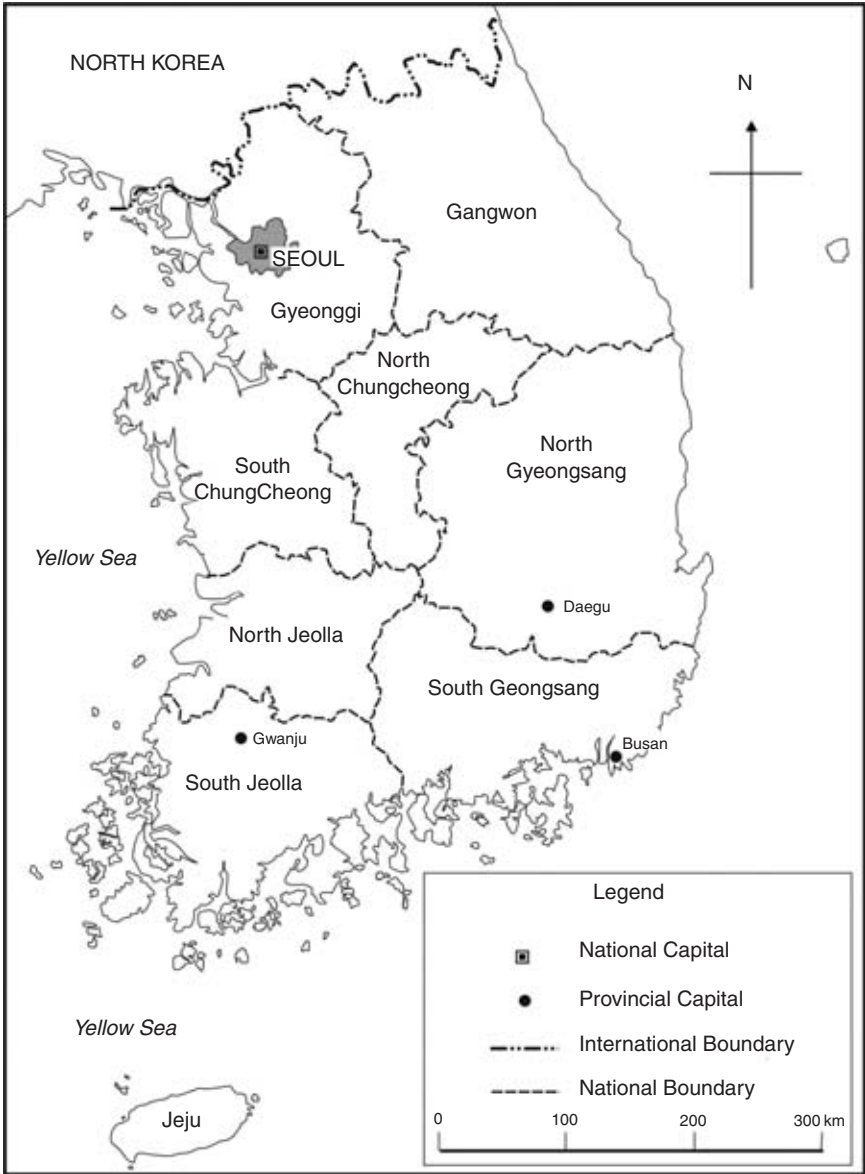 NORTH KOREA
N
Gangwon
SEOUL
Gyeonggi
North
Chungcheong
North
Gyeongsang
South
ChungCheong
Yellow Sea
Daegu
North Jeolla
South Geongsang
Gwanju
Busan
South Jeolla
Legend
National Capital
Provincial Capital
Yellow Sea
International Boundary
National Boundary
Jeju
0 100 200 300 km